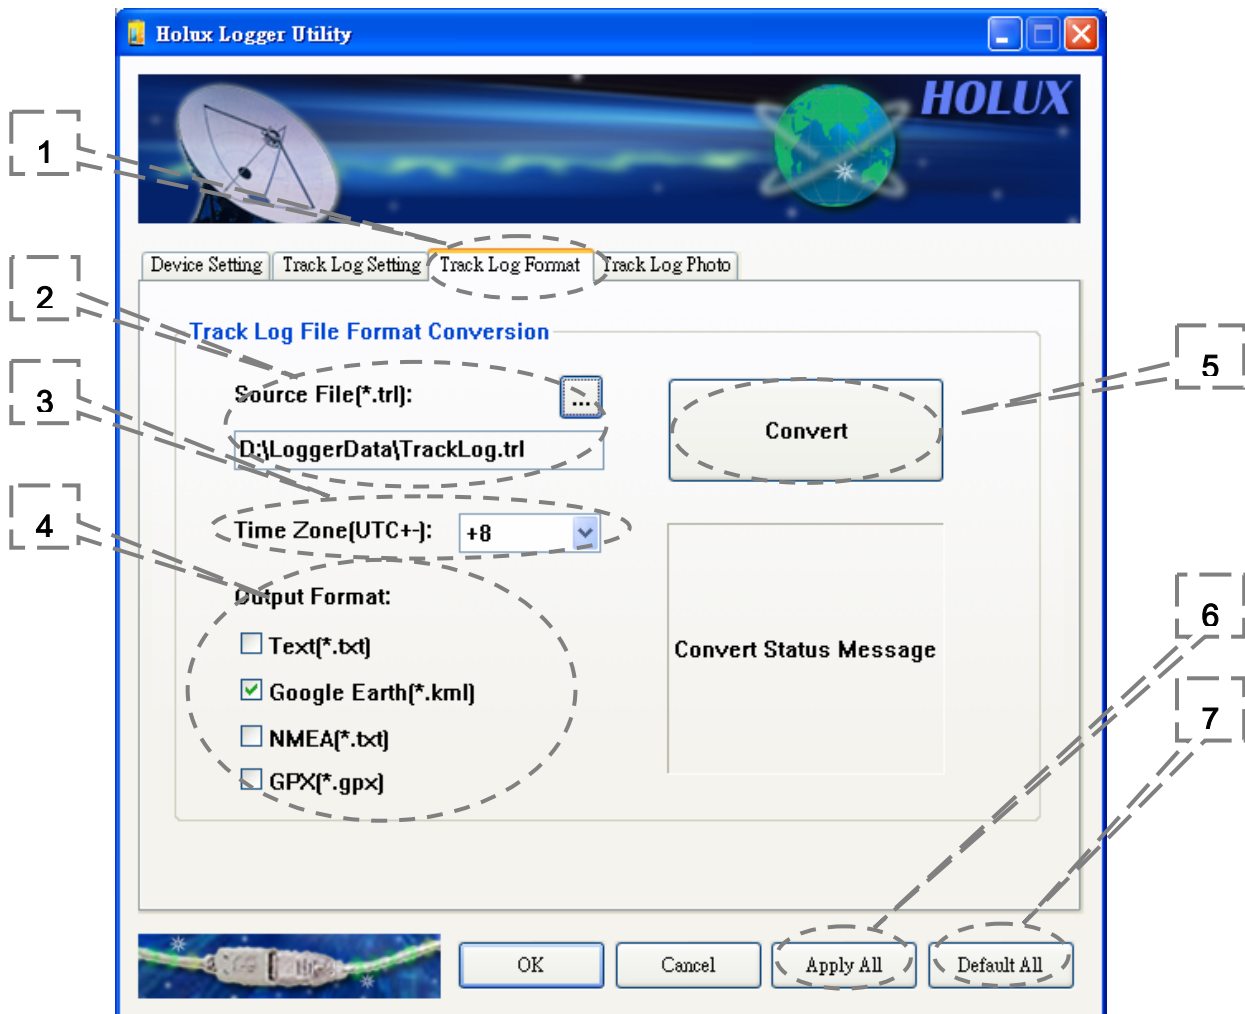 Holux Logger Utility
HOLUX
1
Device Setting Track Log Setting Track Log Format Track Log Photo
2
Track Log File Format Conversion
5
3
Source File(*.trl): ...
Convert
D:\LoggerData\TrackLog.trl
4
Time Zone(UTC+-): +8
Output Format:
6
Text(*.txt)
Convert Status Message
Google Earth(*.kml)
7
NMEA(*.txt)
GPX(*.gpx)
OK Cancel Apply All Default All